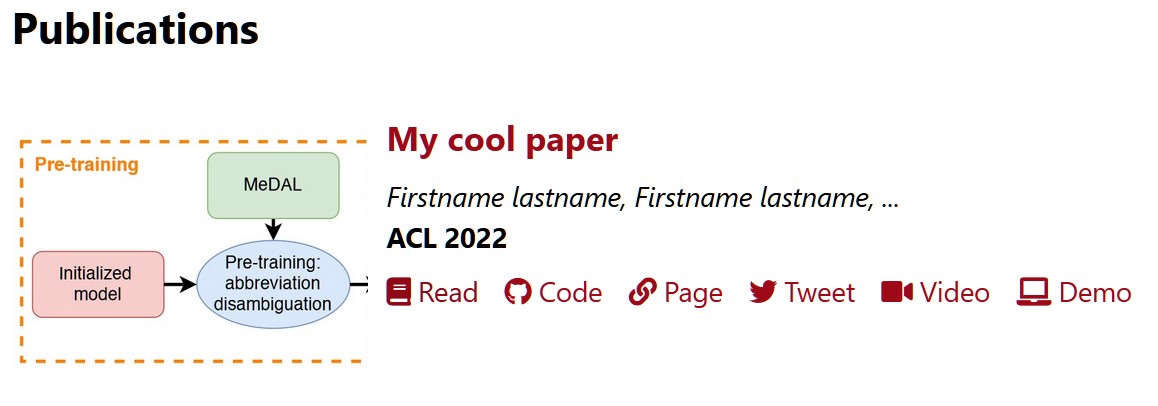 Publications
Pre-training
MeDAL
Initialized
model
Pre-training:
abbreviation
disambiguation
My cool paper
Firstname lastname, Firstname lastname, ...
ACL 2022
Read Code Page Tweet Video Demo